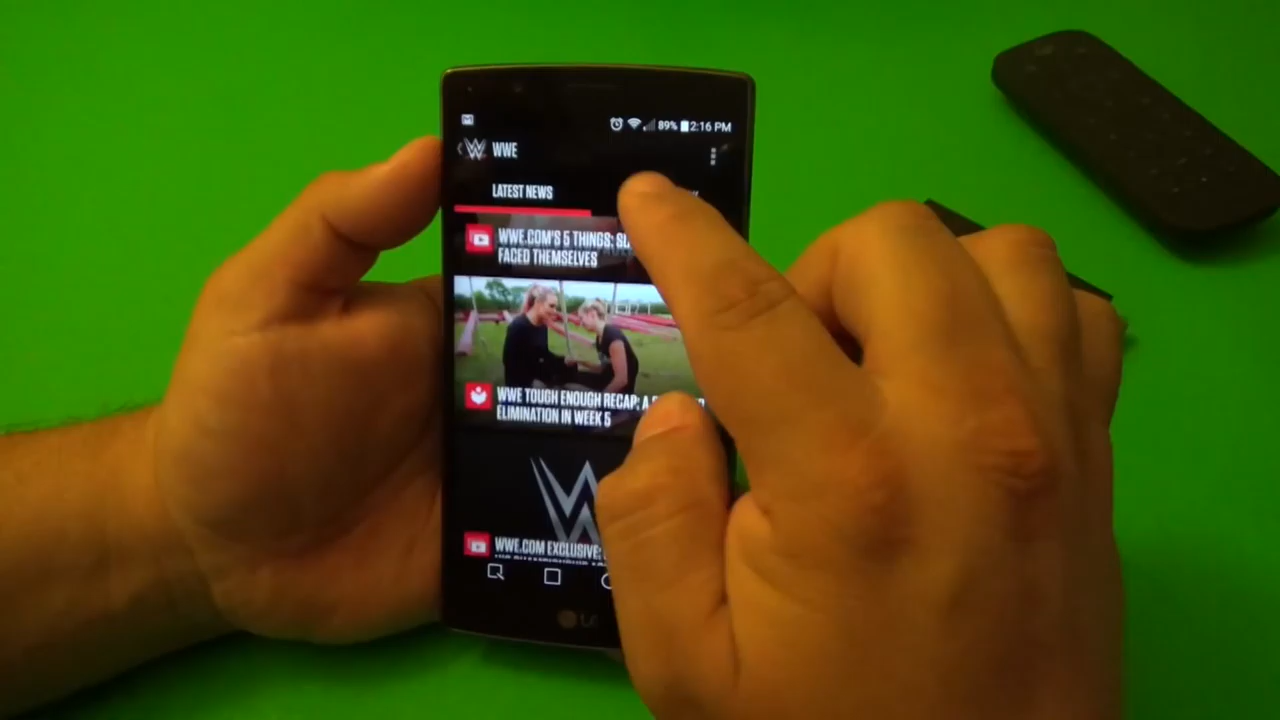 89% 2:16 PM
WWE
LATEST NEWS
WWE.COM'S 5 THINGS:
FACED THEMSELVES
WWE TOUGH ENOUGH RECAP: A
ELIMINATION IN WEEK 5
WWE.COM EXCLUSIVE:
LG